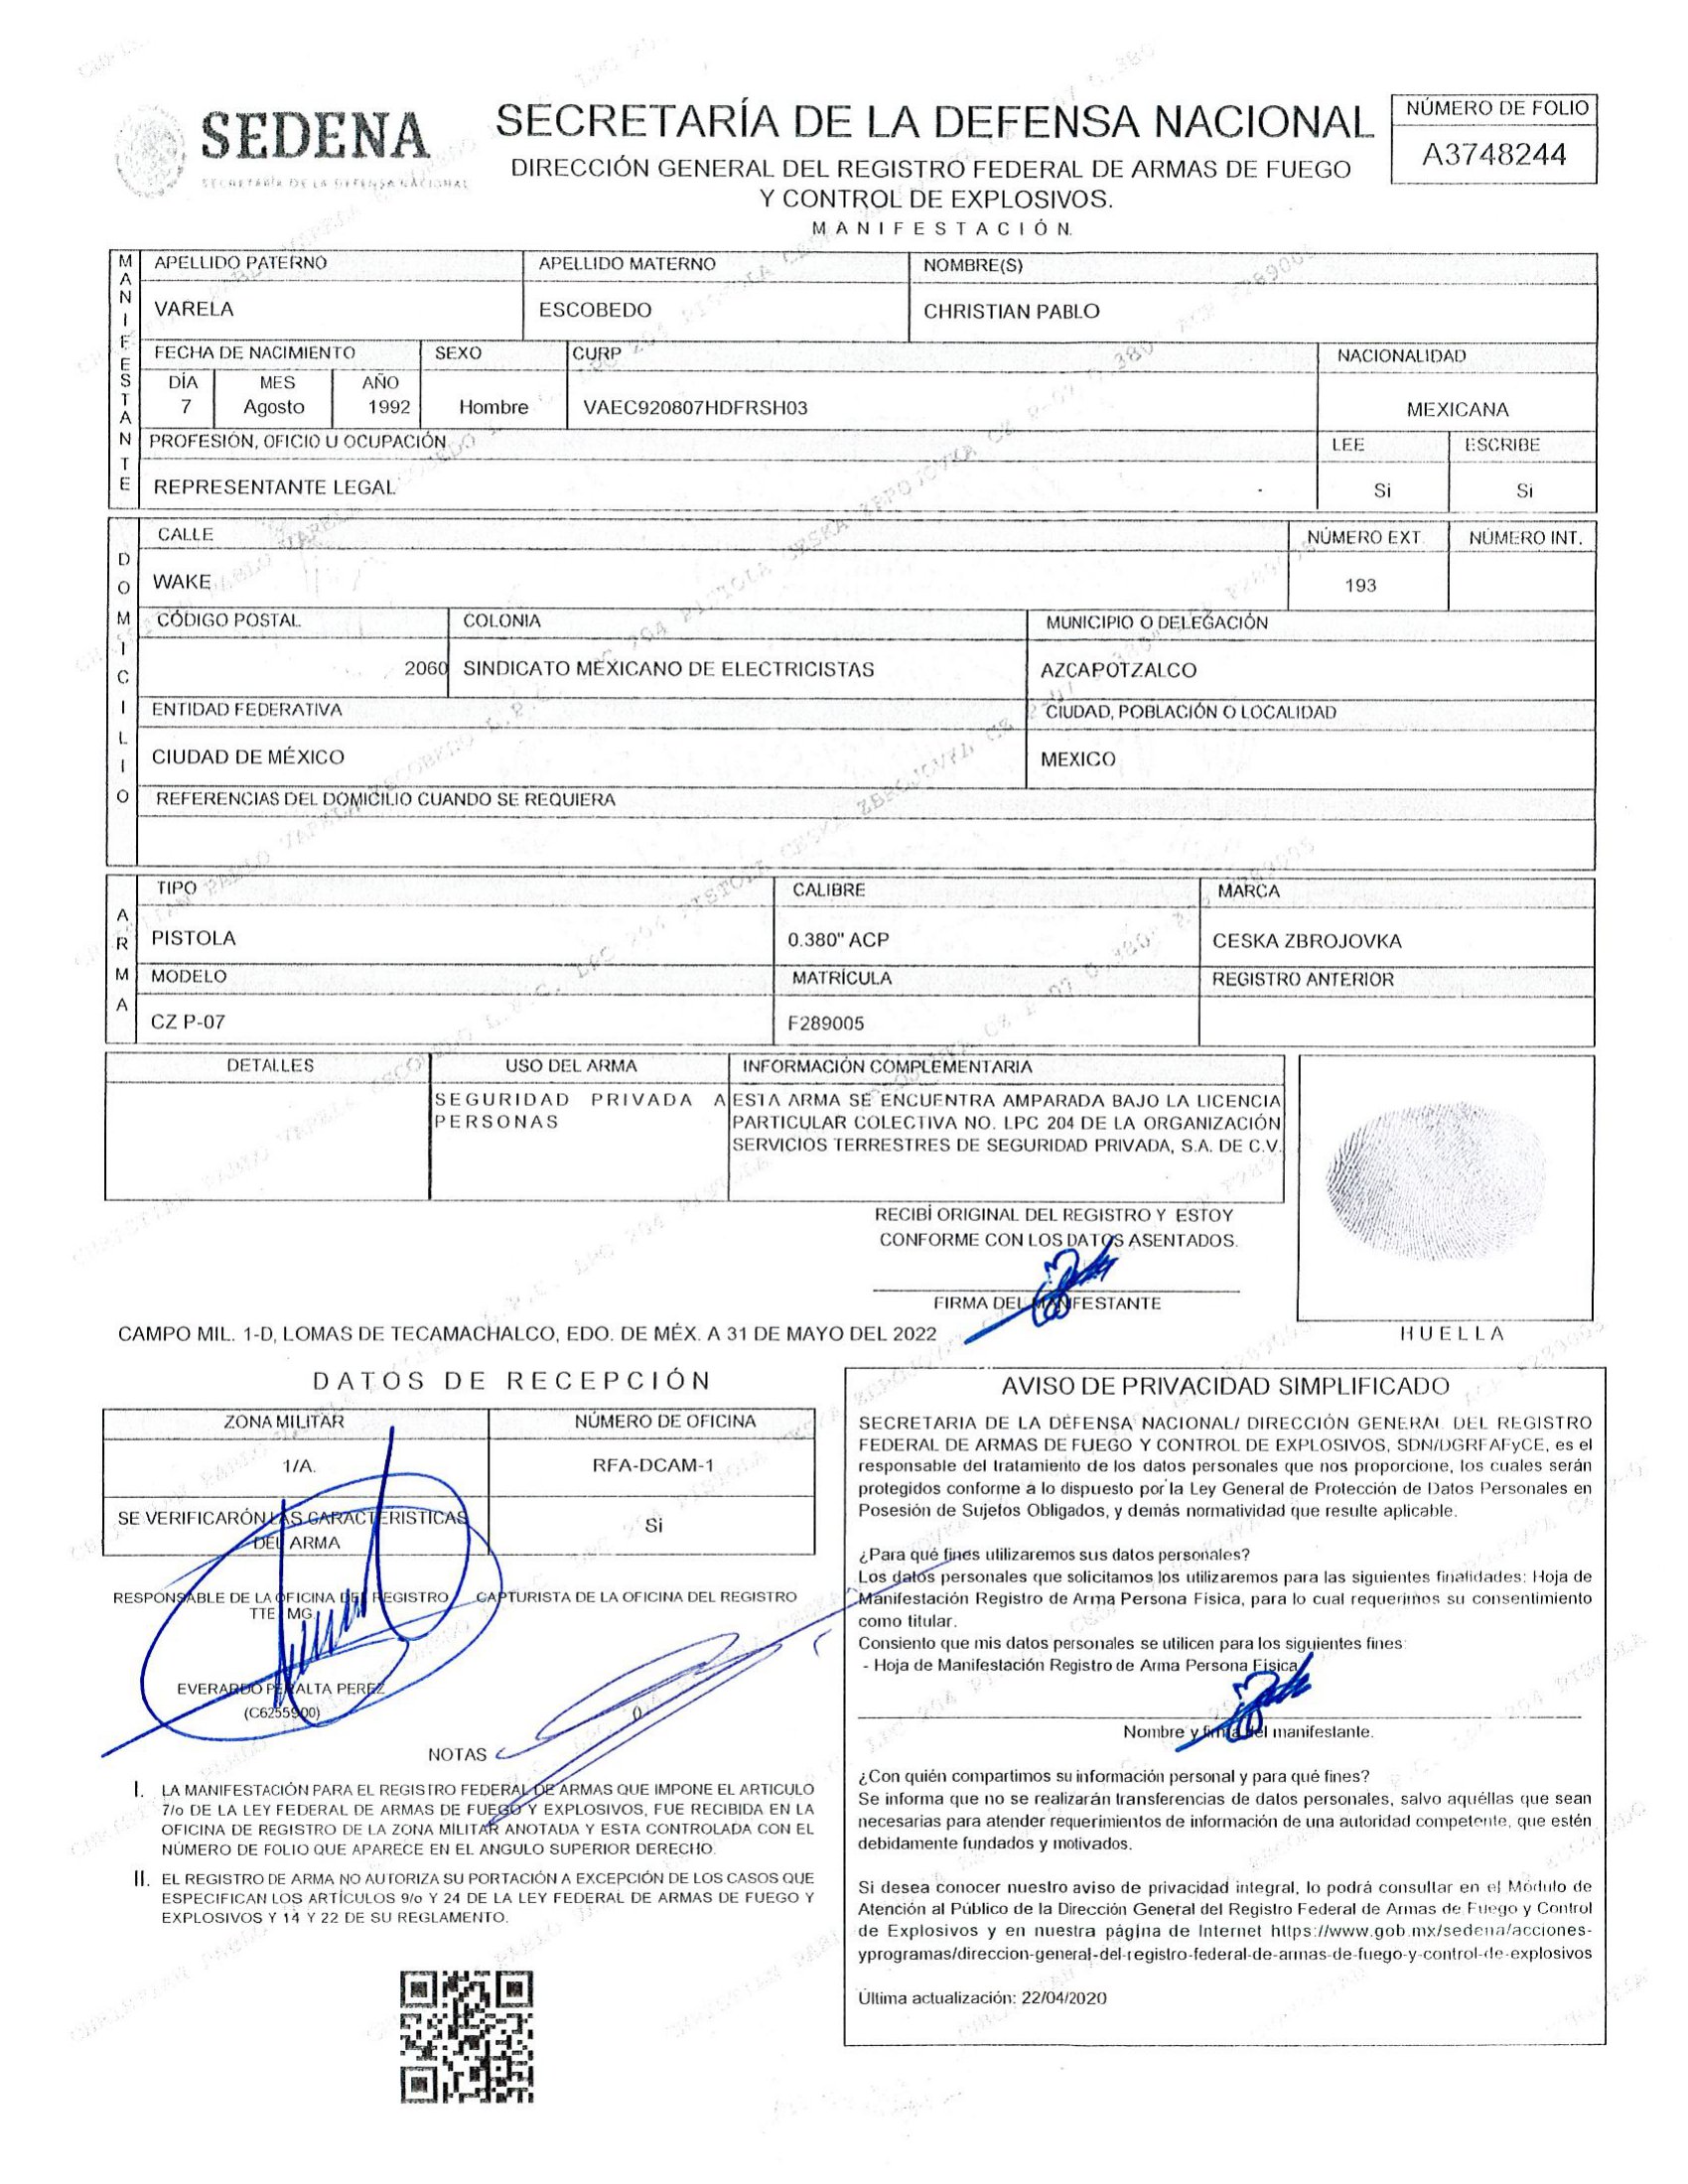 SEDENA
SECRETARÍA DE LA DEFENSA NACIONAL
SECRETARÍA DE LA DEFENSA NACIONAL
DIRECCIÓN GENERAL DEL REGISTRO FEDERAL DE ARMAS DE FUEGO
Y CONTROL DE EXPLOSIVOS.
MANIFESTACIÓN
NÚMERO DE FOLIO
A3748244
MANIFESTANTE
APELLIDO PATERNO APELLIDO MATERNO NOMBRE(S)
VARELA ESCOBEDO CHRISTIAN PABLO
FECHA DE NACIMIENTO SEXO CURP NACIONALIDAD
DÍA MES AÑO
7 Agosto 1992 Hombre VAEC920807HDFRSH03 MEXICANA
PROFESIÓN, OFICIO U OCUPACIÓN LEE ESCRIBE
REPRESENTANTE LEGAL Si Si
DOMICILIO
CALLE NÚMERO EXT. NÚMERO INT.
WAKE 193
CÓDIGO POSTAL COLONIA MUNICIPIO O DELEGACIÓN
2060 SINDICATO MEXICANO DE ELECTRICISTAS AZCAPOTZALCO
ENTIDAD FEDERATIVA CIUDAD, POBLACIÓN O LOCALIDAD
CIUDAD DE MÉXICO MEXICO
REFERENCIAS DEL DOMICILIO CUANDO SE REQUIERA
ARMA
TIPO CALIBRE MARCA
PISTOLA 0.380" ACP CESKA ZBROJOVKA
MODELO MATRÍCULA REGISTRO ANTERIOR
CZ P-07 F289005
DETALLES USO DEL ARMA INFORMACIÓN COMPLEMENTARIA
SEGURIDAD PRIVADA A PERSONAS
ESTA ARMA SE ENCUENTRA AMPARADA BAJO LA LICENCIA
PARTICULAR COLECTIVA NO. LPC 204 DE LA ORGANIZACIÓN
SERVICIOS TERRESTRES DE SEGURIDAD PRIVADA, S.A. DE C.V.
RECIBÍ ORIGINAL DEL REGISTRO Y ESTOY
CONFORME CON LOS DATOS ASENTADOS.
FIRMA DEL MANIFESTANTE
HUELLA
CAMPO MIL. 1-D, LOMAS DE TECAMACHALCO, EDO. DE MÉX. A 31 DE MAYO DEL 2022
DATOS DE RECEPCIÓN
ZONA MILITAR NÚMERO DE OFICINA
1/A. RFA-DCAM-1
SE VERIFICARÓN LAS CARACTERISTICAS
DEL ARMA
Si
RESPONSABLE DE LA OFICINA DEL REGISTRO CAPTURISTA DE LA OFICINA DEL REGISTRO
TTE. MG.
EVERARDO PERALTA PEREZ
(C6255900)
0
NOTAS
I. LA MANIFESTACIÓN PARA EL REGISTRO FEDERAL DE ARMAS QUE IMPONE EL ARTICULO
7/o DE LA LEY FEDERAL DE ARMAS DE FUEGO Y EXPLOSIVOS, FUE RECIBIDA EN LA
OFICINA DE REGISTRO DE LA ZONA MILITAR ANOTADA Y ESTA CONTROLADA CON EL
NÚMERO DE FOLIO QUE APARECE EN EL ANGULO SUPERIOR DERECHO.
II. EL REGISTRO DE ARMA NO AUTORIZA SU PORTACIÓN A EXCEPCIÓN DE LOS CASOS QUE
ESPECIFICAN LOS ARTÍCULOS 9/o Y 24 DE LA LEY FEDERAL DE ARMAS DE FUEGO Y
EXPLOSIVOS Y 14 Y 22 DE SU REGLAMENTO.
AVISO DE PRIVACIDAD SIMPLIFICADO
SECRETARIA DE LA DEFENSA NACIONAL/ DIRECCIÓN GENERAL DEL REGISTRO
FEDERAL DE ARMAS DE FUEGO Y CONTROL DE EXPLOSIVOS, SDN/DGRFAFyCE, es el
responsable del tratamiento de los datos personales que nos proporcione, los cuales serán
protegidos conforme a lo dispuesto por la Ley General de Protección de Datos Personales en
Posesión de Sujetos Obligados, y demás normatividad que resulte aplicable.
¿Para qué fines utilizaremos sus datos personales?
Los datos personales que solicitamos los utilizaremos para las siguientes finalidades: Hoja de
Manifestación Registro de Arma Persona Física, para lo cual requerimos su consentimiento
como titular.
Consiento que mis datos personales se utilicen para los siguientes fines:
- Hoja de Manifestación Registro de Arma Persona Física
Nombre y firma del manifestante.
¿Con quién compartimos su información personal y para qué fines?
Se informa que no se realizarán transferencias de datos personales, salvo aquéllas que sean
necesarias para atender requerimientos de información de una autoridad competente, que estén
debidamente fundados y motivados.
Si desea conocer nuestro aviso de privacidad integral, lo podrá consultar en el Módulo de
Atención al Público de la Dirección General del Registro Federal de Armas de Fuego y Control
de Explosivos y en nuestra página de Internet https://www.gob.mx/sedena/acciones-
yprogramas/direccion-general-del-registro-federal-de-armas-de-fuego-y-control-de-explosivos
Última actualización: 22/04/2020